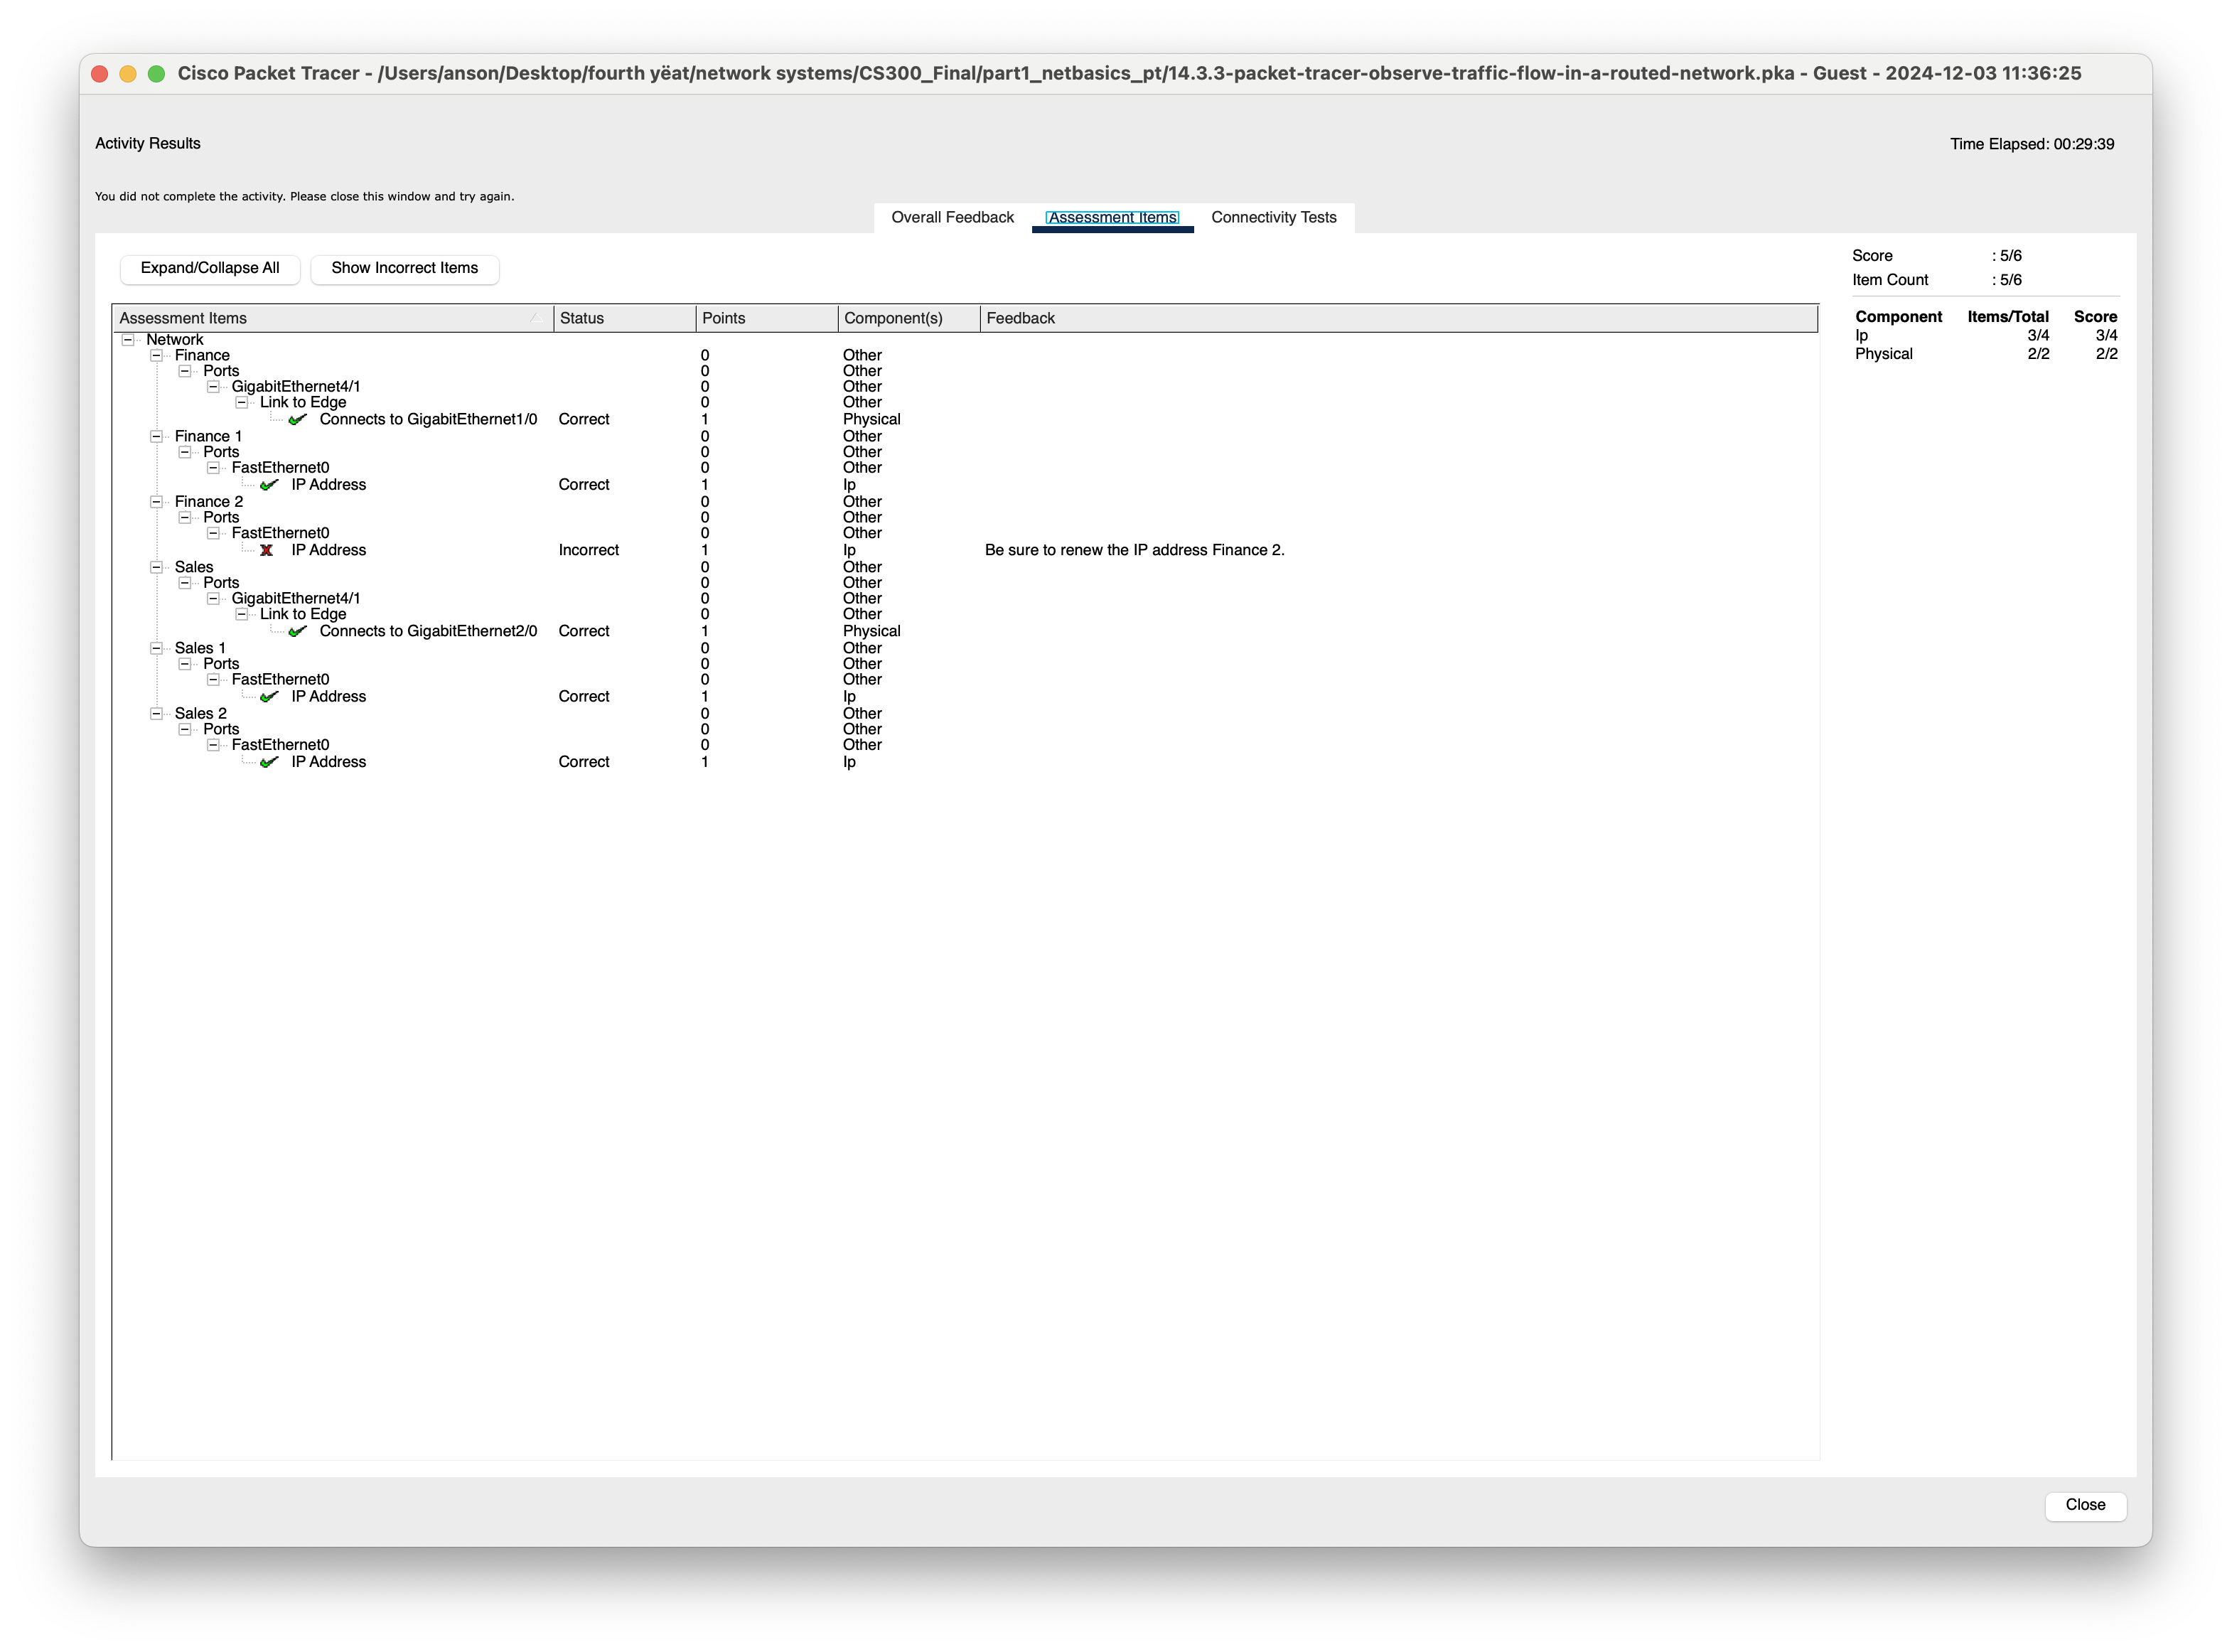 Cisco Packet Tracer - /Users/anson/Desktop/fourth yëat/network systems/CS300_Final/part1_netbasics_pt/14.3.3-packet-tracer-observe-traffic-flow-in-a-routed-network.pka - Guest - 2024-12-03 11:36:25
Activity Results
Time Elapsed: 00:29:39
You did not complete the activity. Please close this window and try again.
Overall Feedback Assessment Items Connectivity Tests
Expand/Collapse All Show Incorrect Items
Assessment Items Status Points Component(s) Feedback
Network
Finance 0 Other
Ports 0 Other
GigabitEthernet4/1 0 Other
Link to Edge 0 Other
Connects to GigabitEthernet1/0 Correct 1 Physical
Finance 1 0 Other
Ports 0 Other
FastEthernet0 0 Other
IP Address Correct 1 Ip
Finance 2 0 Other
Ports 0 Other
FastEthernet0 0 Other
IP Address Incorrect 1 Ip Be sure to renew the IP address Finance 2.
Sales 0 Other
Ports 0 Other
GigabitEthernet4/1 0 Other
Link to Edge 0 Other
Connects to GigabitEthernet2/0 Correct 1 Physical
Sales 1 0 Other
Ports 0 Other
FastEthernet0 0 Other
IP Address Correct 1 Ip
Sales 2 0 Other
Ports 0 Other
FastEthernet0 0 Other
IP Address Correct 1 Ip
Score : 5/6
Item Count : 5/6
Component Items/Total Score
Ip 3/4 3/4
Physical 2/2 2/2
Close